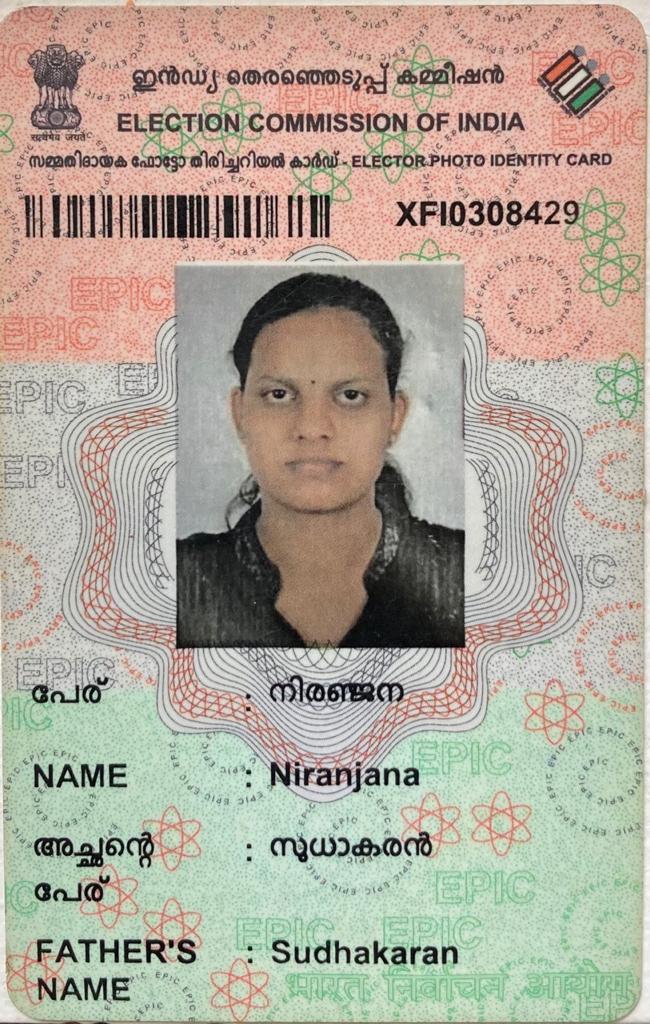 सत्यमेव जयते
ഇൻഡ്യ തെരഞ്ഞെടുപ്പ് കമ്മീഷൻ
ELECTION COMMISSION OF INDIA
സമ്മതിദായക ഫോട്ടോ തിരിച്ചറിയൽ കാർഡ് - ELECTOR PHOTO IDENTITY CARD
XFI0308429
പേര് : നിരഞ്ജന
NAME : Niranjana
അച്ഛന്റെ പേര് : സുധാകരൻ
FATHER'S NAME : Sudhakaran
भारत निर्वाचन आयोग